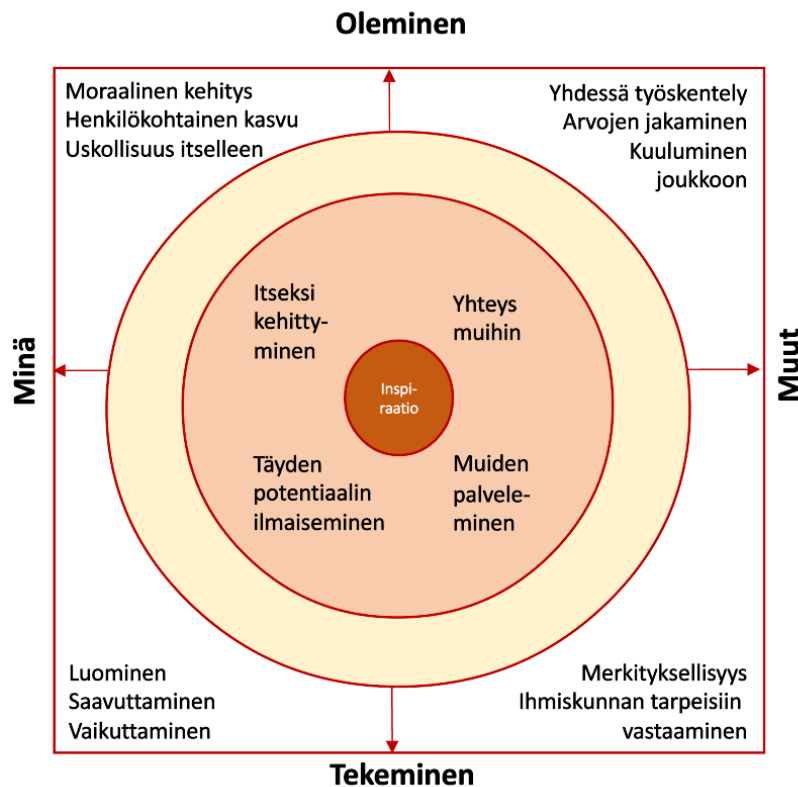 Oleminen
Moraalinen kehitys
Henkilökohtainen kasvu
Uskollisuus itselleen
Yhdessä työskentely
Arvojen jakaminen
Kuuluminen
joukkoon
Itseksi
kehitty-
minen
Yhteys
muihin
Minä
Muut
Inspi-
raatio
Täyden
potentiaalin
ilmaiseminen
Muiden
palvele-
minen
Luominen
Saavuttaminen
Vaikuttaminen
Merkityksellisyys
Ihmiskunnan tarpeisiin
vastaaminen
Tekeminen